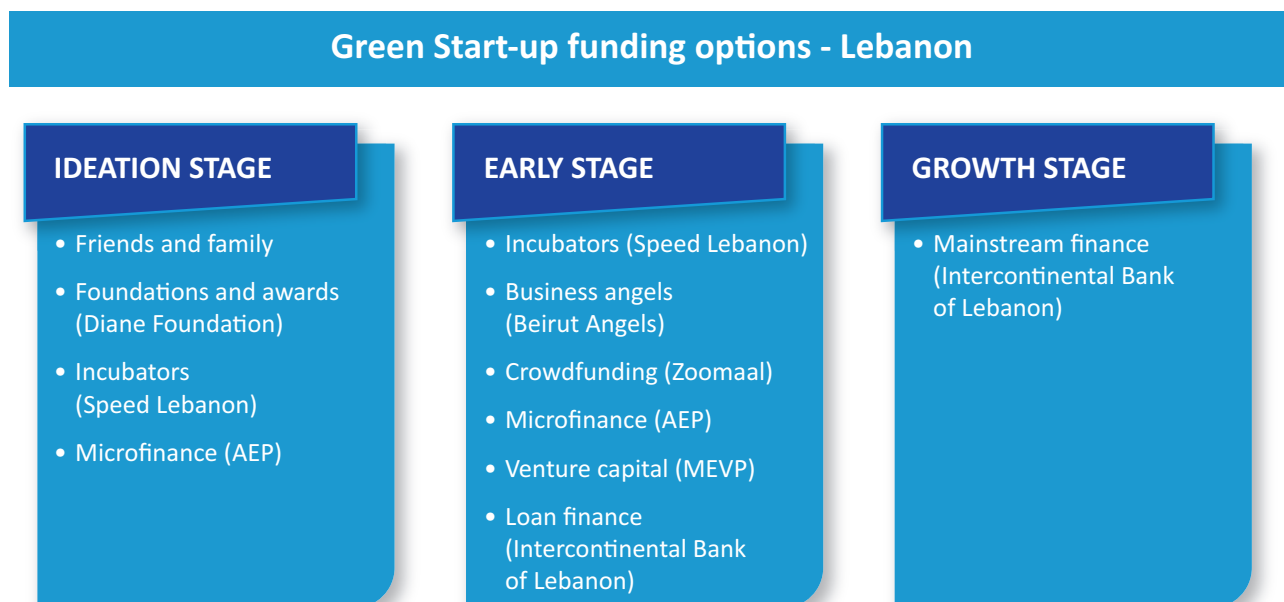 Green Start-up funding options - Lebanon
IDEATION STAGE
• Friends and family
• Foundations and awards
(Diane Foundation)
• Incubators
(Speed Lebanon)
• Microfinance (AEP)
EARLY STAGE
• Incubators (Speed Lebanon)
• Business angels
(Beirut Angels)
• Crowdfunding (Zoomaal)
• Microfinance (AEP)
• Venture capital (MEVP)
• Loan finance
(Intercontinental Bank
of Lebanon)
GROWTH STAGE
• Mainstream finance
(Intercontinental Bank
of Lebanon)